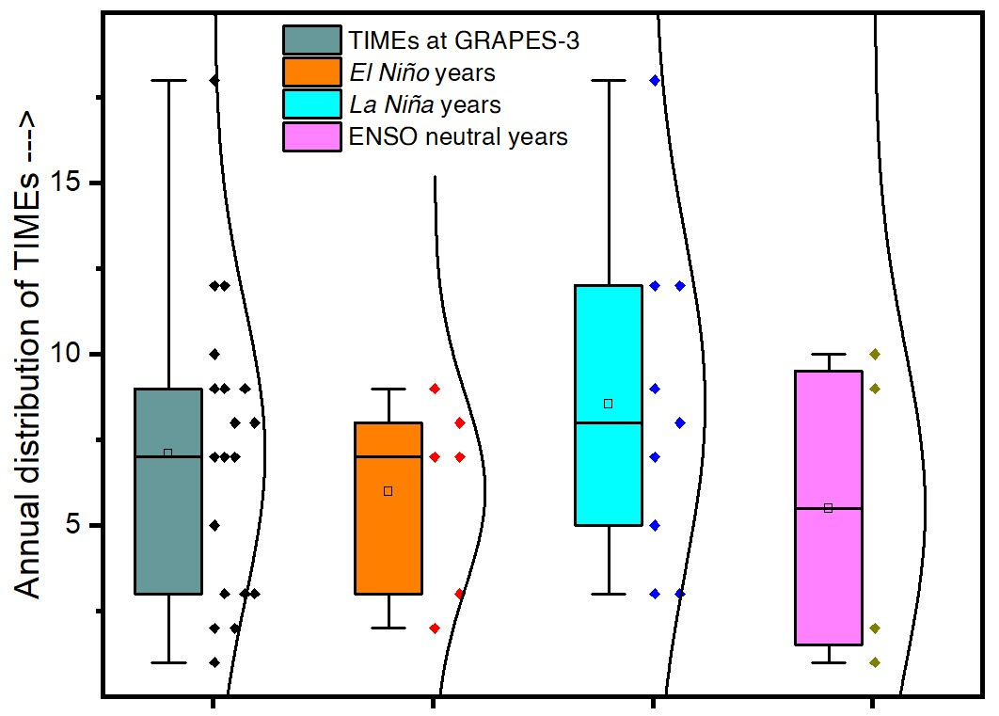 TIMEs at GRAPES-3
El Niño years
La Niña years
ENSO neutral years
Annual distribution of TIMEs --->
15
10
5